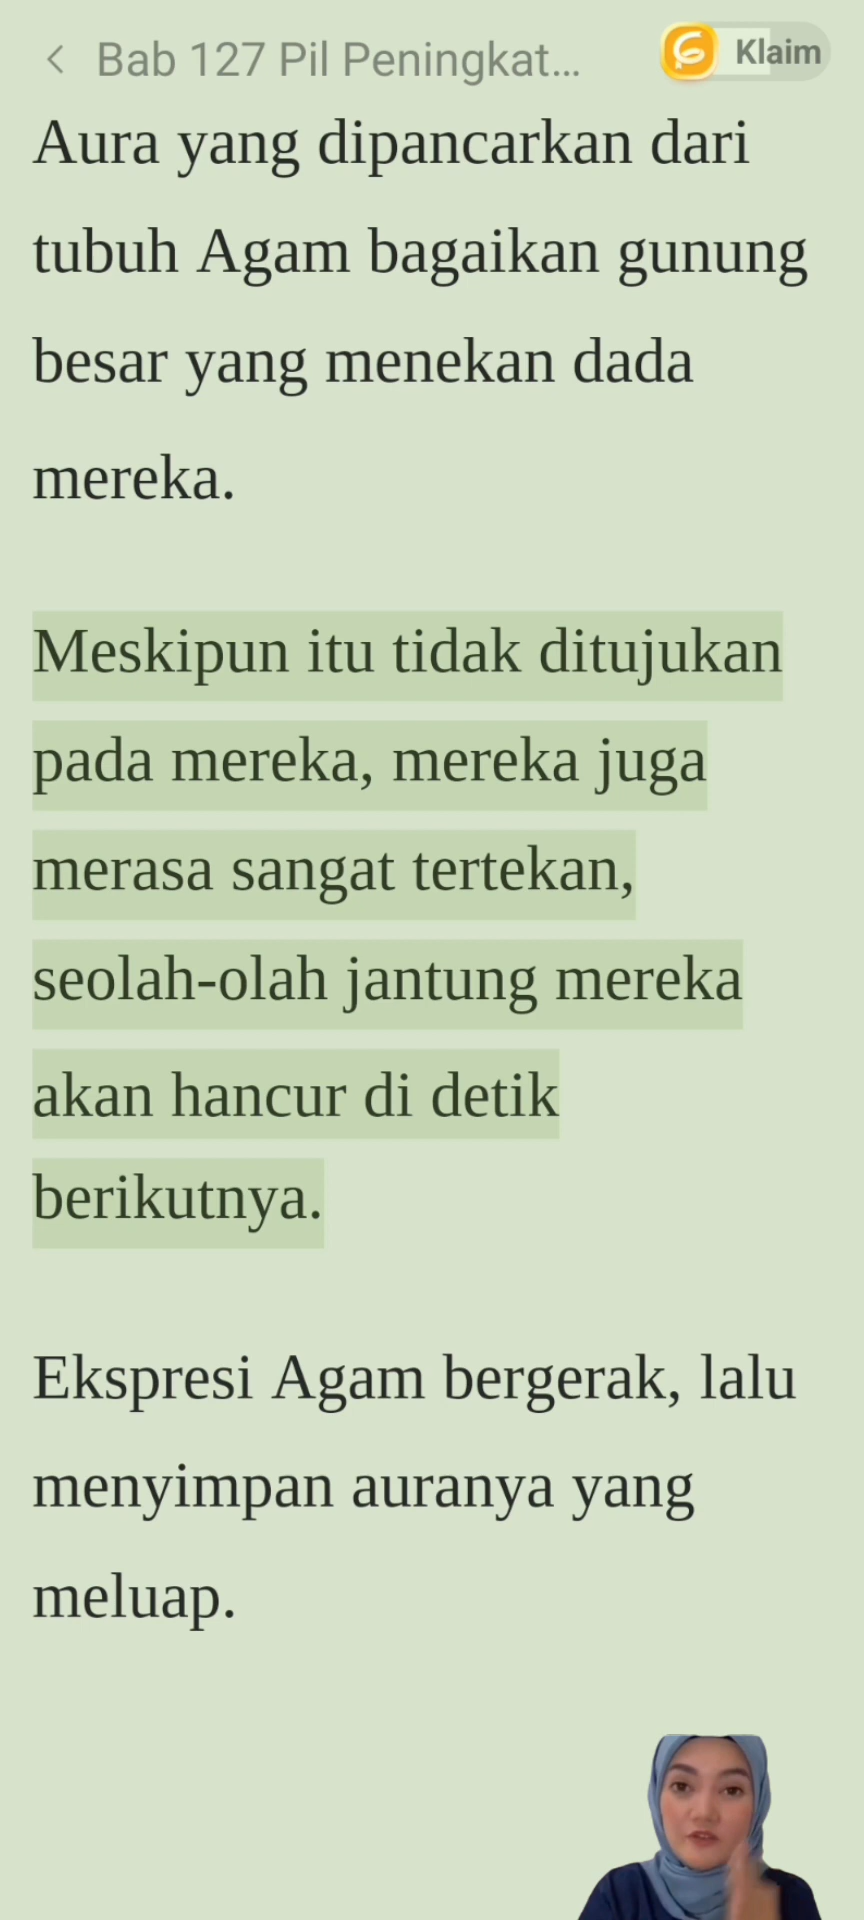 Bab 127 Pil Peningkat...
Klaim
Aura yang dipancarkan dari
tubuh Agam bagaikan gunung
besar yang menekan dada
mereka.
Meskipun itu tidak ditujukan
pada mereka, mereka juga
merasa sangat tertekan,
seolah-olah jantung mereka
akan hancur di detik
berikutnya.
Ekspresi Agam bergerak, lalu
menyimpan auranya yang
meluap.